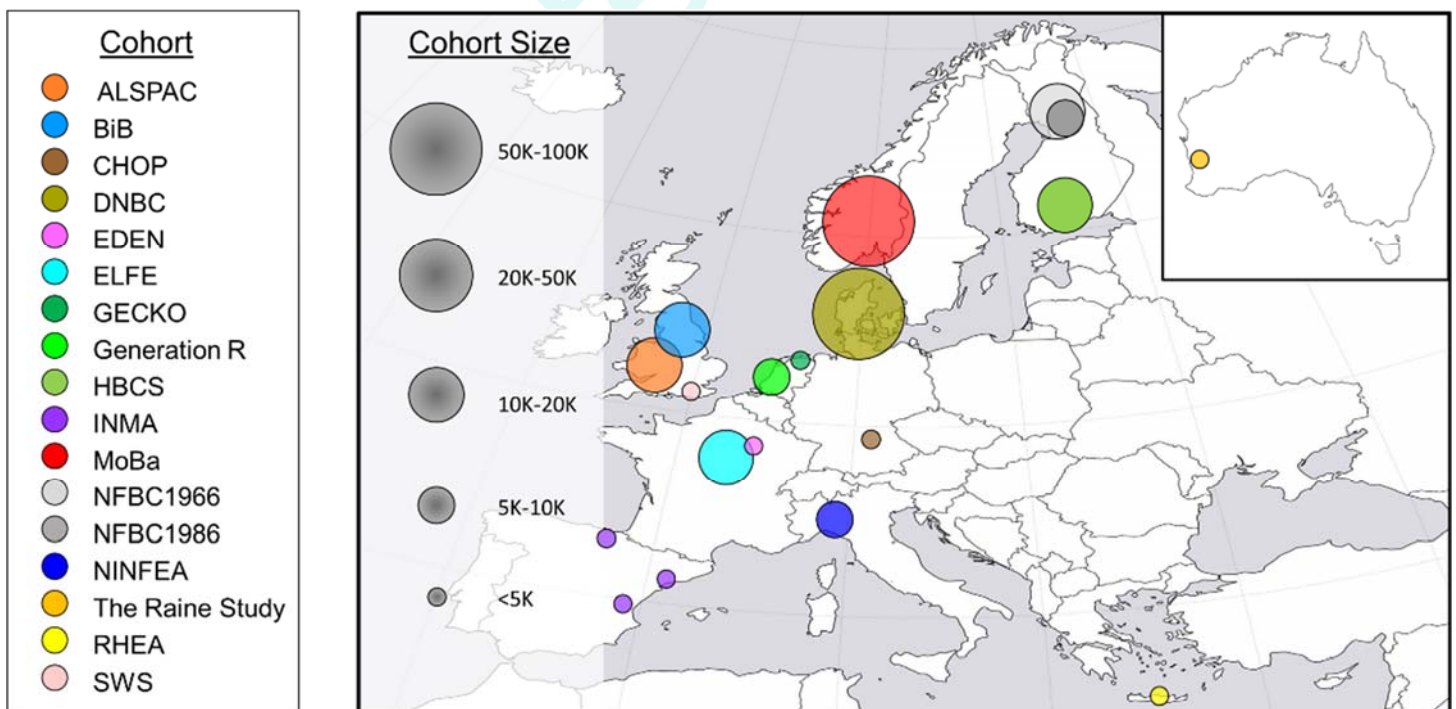 Cohort
ALSPAC
BiB
CHOP
DNBC
EDEN
ELFE
GECKO
Generation R
HBCS
INMA
MoBa
NFBC1966
NFBC1986
NINFEA
The Raine Study
RHEA
SWS
Cohort Size
50K-100K
20K-50K
10K-20K
5K-10K
<5K